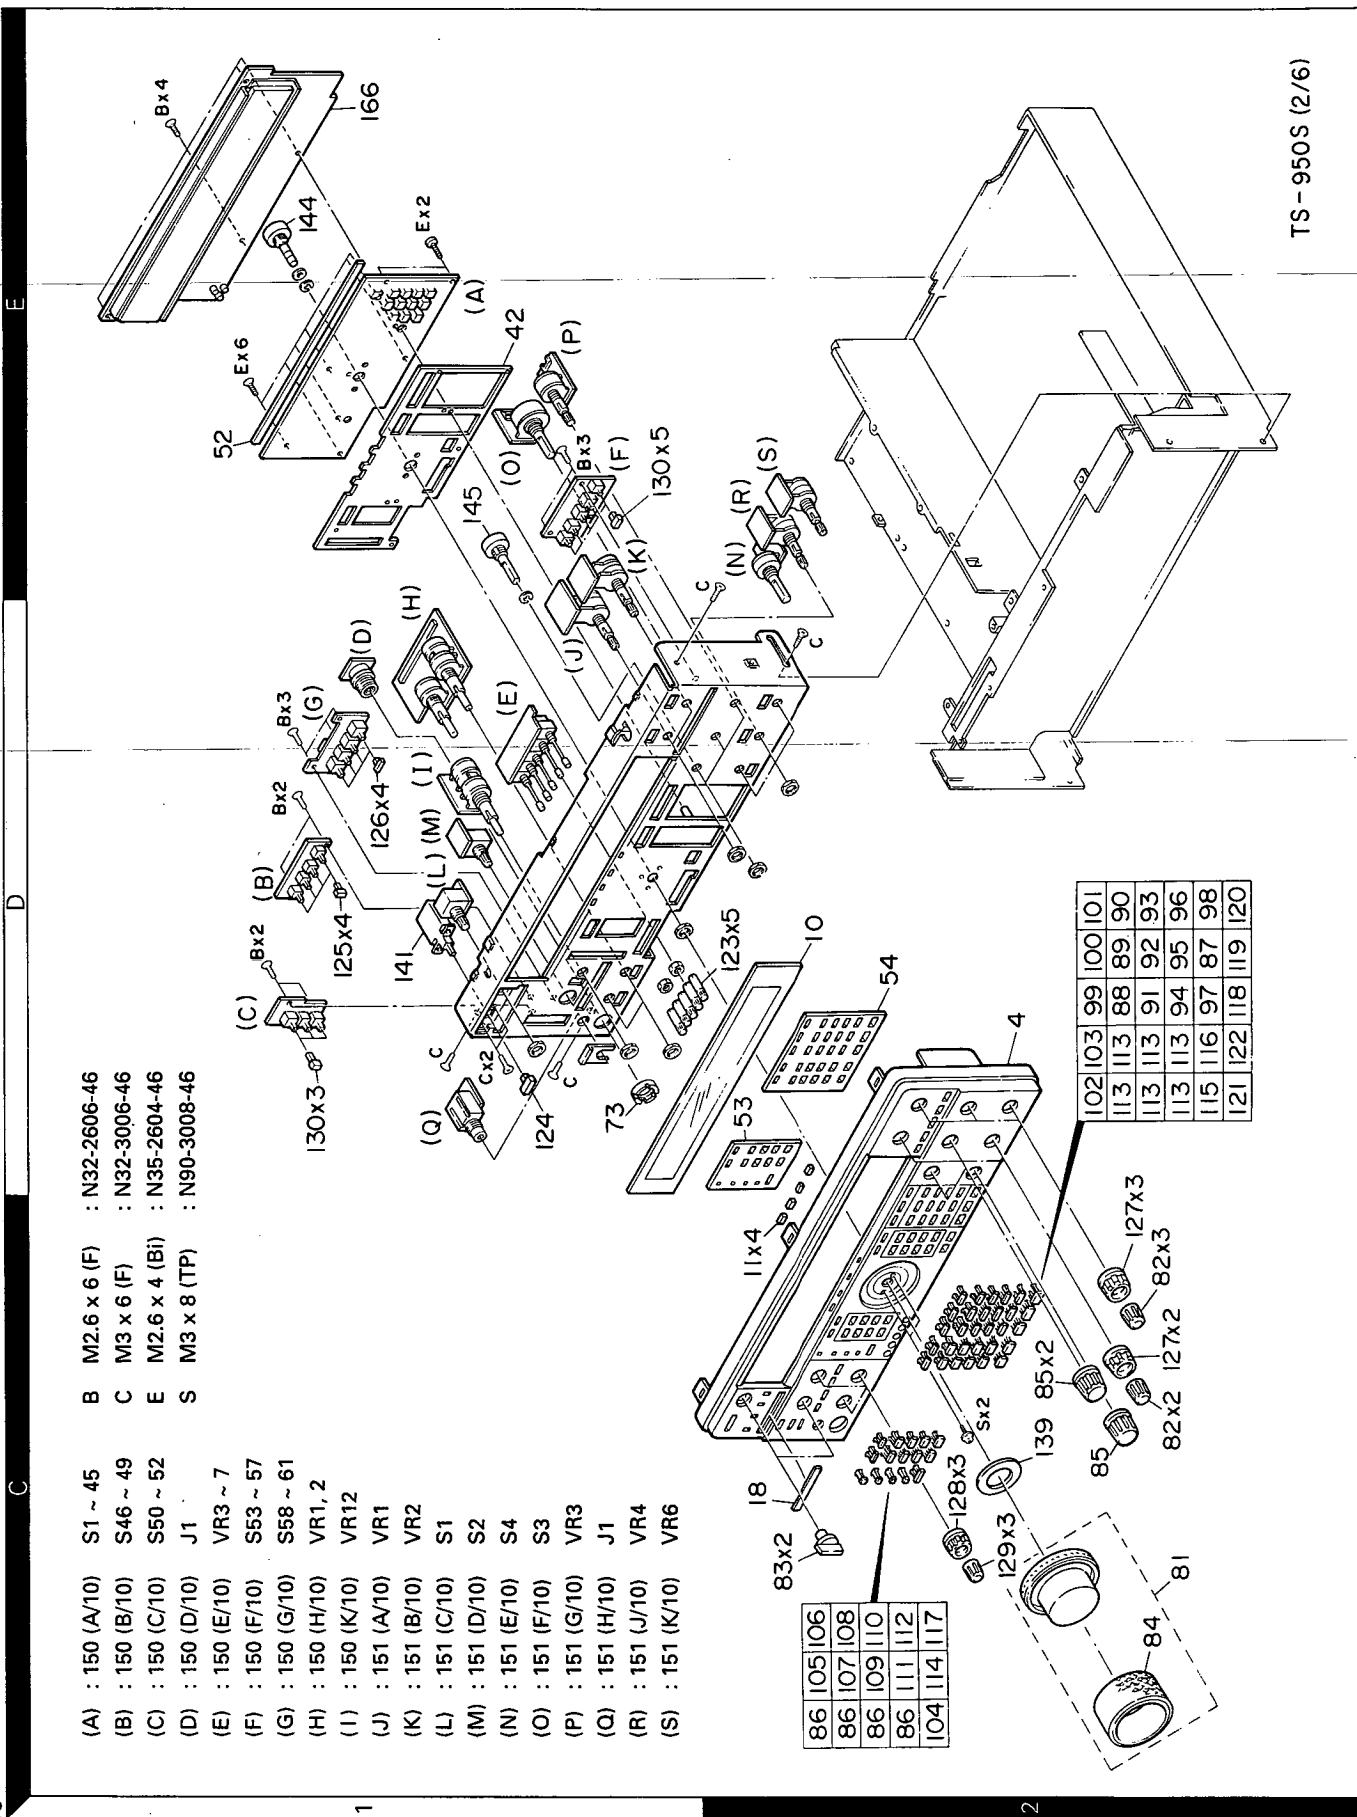 C
D
E
1
2
(A) : 150 (A/10) S1 ~ 45
(B) : 150 (B/10) S46 ~ 49
(C) : 150 (C/10) S50 ~ 52
(D) : 150 (D/10) J1
(E) : 150 (E/10) VR3 ~ 7
(F) : 150 (F/10) S53 ~ 57
(G) : 150 (G/10) S58 ~ 61
(H) : 150 (H/10) VR1, 2
(I) : 150 (K/10) VR12
(J) : 151 (A/10) VR1
(K) : 151 (B/10) VR2
(L) : 151 (C/10) S1
(M) : 151 (D/10) S2
(N) : 151 (E/10) S4
(O) : 151 (F/10) S3
(P) : 151 (G/10) VR3
(Q) : 151 (H/10) J1
(R) : 151 (J/10) VR4
(S) : 151 (K/10) VR6
B M2.6 x 6 (F) : N32-2606-46
C M3 x 6 (F) : N32-3006-46
E M2.6 x 4 (Bi) : N35-2604-46
S M3 x 8 (TP) : N90-3008-46
Bx4
166
144
Ex2
Ex6
52
(A)
42
(P)
(O)
Bx3
(F)
130x5
145
(K)
(J)
(S)
(R)
(N)
C
C
(H)
(D)
(E)
Bx3
(G)
126x4
(I)
(M)
Bx2
(B)
125x4
(L)
141
Bx2
(C)
130x3
C
Cx2
C
(Q)
124
73
123x5
10
54
53
11x4
4
18
83x2
128x3
129x3
139
Sx2
85x2
85
127x2
82x2
127x3
82x3
81
84
86 105 106
86 107 108
86 109 110
86 111 112
104 114 117
102 103 99 100 101
113 113 88 89 90
113 113 91 92 93
113 113 94 95 96
115 116 97 87 98
121 122 118 119 120
TS-950S (2/6)